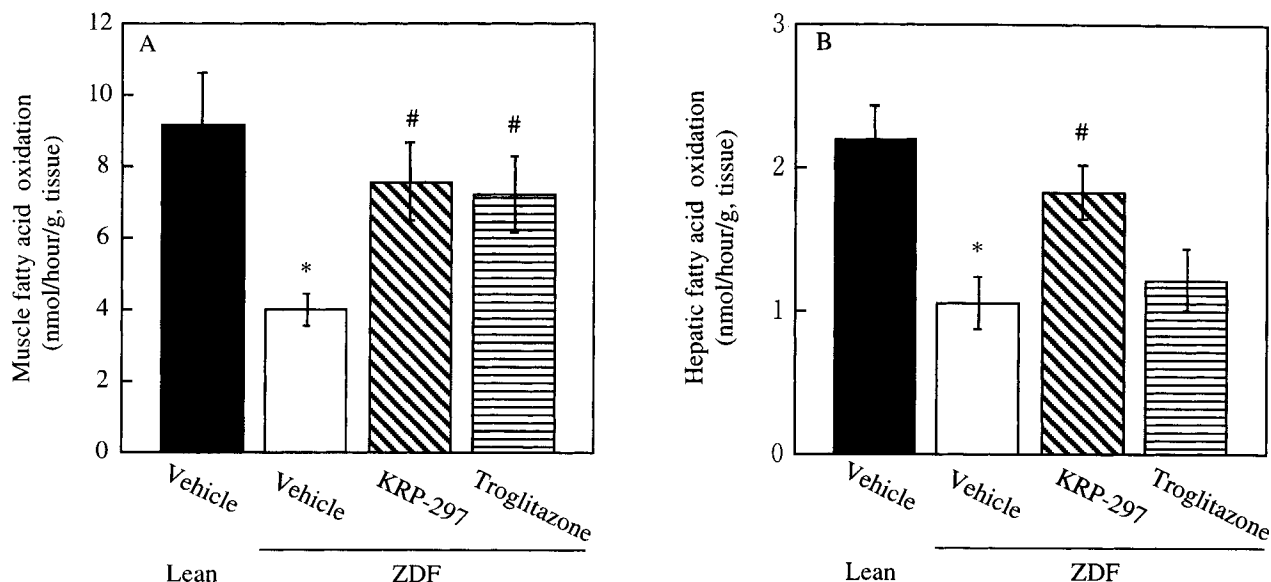 A
Muscle fatty acid oxidation
(nmol/hour/g, tissue)
12
10
8
6
4
2
0
*
#
#
Vehicle
Vehicle
KRP-297
Troglitazone
Lean
ZDF
B
Hepatic fatty acid oxidation
(nmol/hour/g, tissue)
3
2
1
0
*
#
Vehicle
Vehicle
KRP-297
Troglitazone
Lean
ZDF